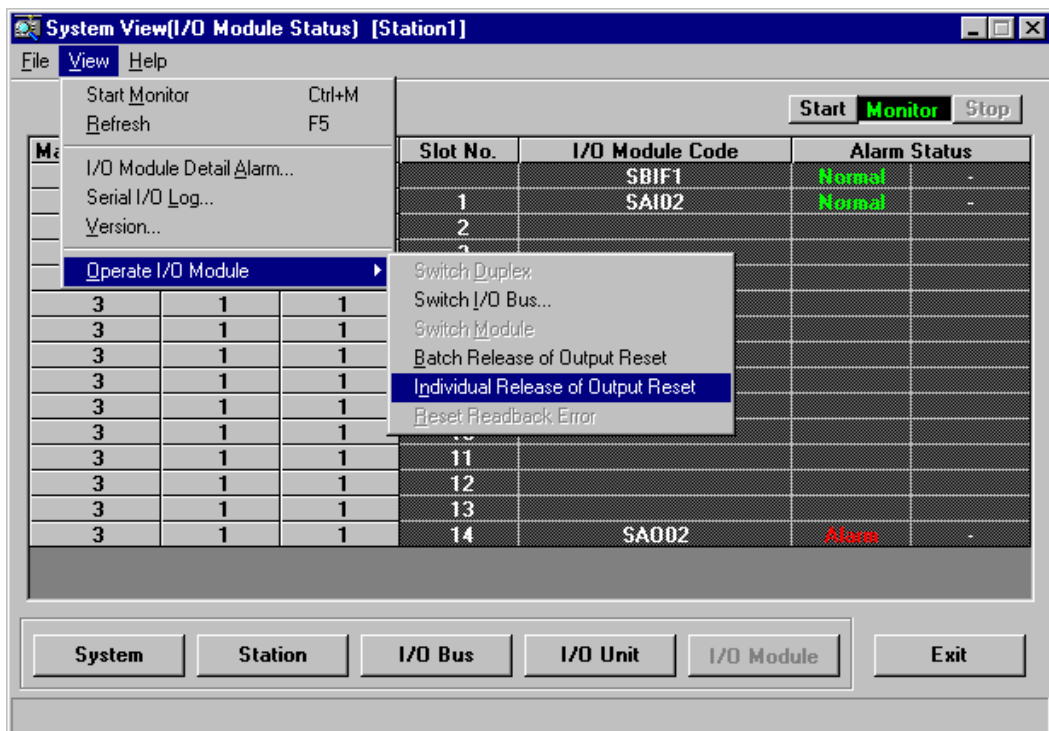 System View(I/O Module Status) [Station1]
File View Help
Start Monitor Ctrl+M
Refresh F5
I/O Module Detail Alarm...
Serial I/O Log...
Version...
Operate I/O Module
Switch Duplex
Switch I/O Bus...
Switch Module
Batch Release of Output Reset
Individual Release of Output Reset
Reset Readback Error
Start Monitor Stop
Slot No. I/O Module Code Alarm Status
SBIF1 Normal -
1 SAI02 Normal -
2
3 1 1
3 1 1
3 1 1
3 1 1
3 1 1
3 1 1
3 1 1 11
3 1 1 12
3 1 1 13
3 1 1 14 SAO02 Alarm -
System Station I/O Bus I/O Unit I/O Module Exit